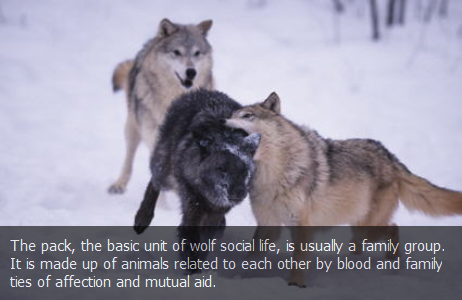 The pack, the basic unit of wolf social life, is usually a family group.
It is made up of animals related to each other by blood and family
ties of affection and mutual aid.